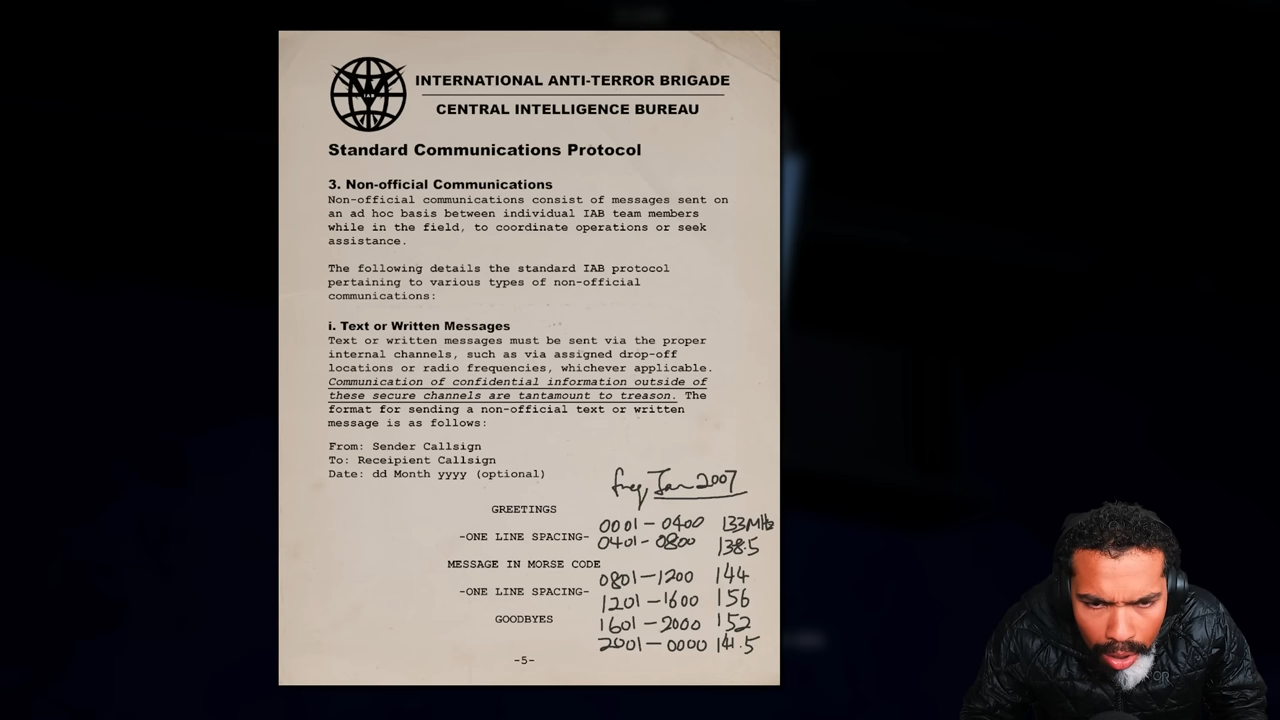 INTERNATIONAL ANTI-TERROR BRIGADE
CENTRAL INTELLIGENCE BUREAU
Standard Communications Protocol
3. Non-official Communications
Non-official communications consist of messages sent on
an ad hoc basis between individual IAB team members
while in the field, to coordinate operations or seek
assistance.
The following details the standard IAB protocol
pertaining to various types of non-official
communications:
i. Text or Written Messages
Text or written messages must be sent via the proper
internal channels, such as via assigned drop-off
locations or radio frequencies, whichever applicable.
Communication of confidential information outside of
these secure channels are tantamount to treason. The
format for sending a non-official text or written
message is as follows:
From: Sender Callsign
To: Receipient Callsign
Date: dd Month yyyy (optional)
freq Jan 2007
GREETINGS
0001-0400 133MHz
-ONE LINE SPACING- 0401-0800 138.5
MESSAGE IN MORSE CODE
0801-1200 144
-ONE LINE SPACING- 1201-1600 156
GOODBYES 1601-2000 152
2001-0000 141.5
-5-